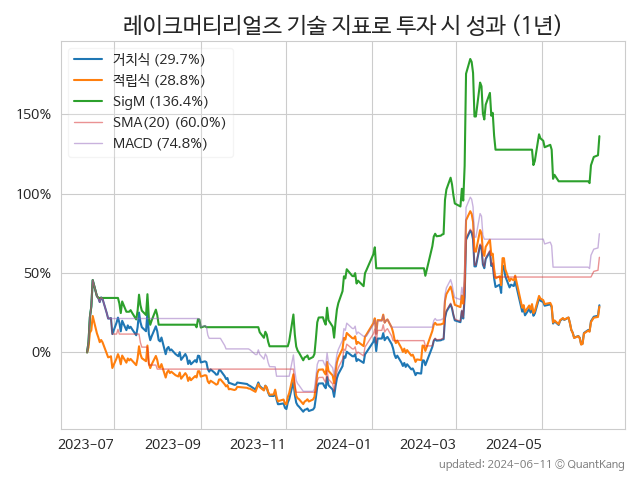 레이크머티리얼즈 기술 지표로 투자 시 성과 (1년)
거치식 (29.7%)
적립식 (28.8%)
SigM (136.4%)
SMA(20) (60.0%)
MACD (74.8%)
150%
100%
50%
0%
2023-07 2023-09 2023-11 2024-01 2024-03 2024-05
updated: 2024-06-11 © QuantKang